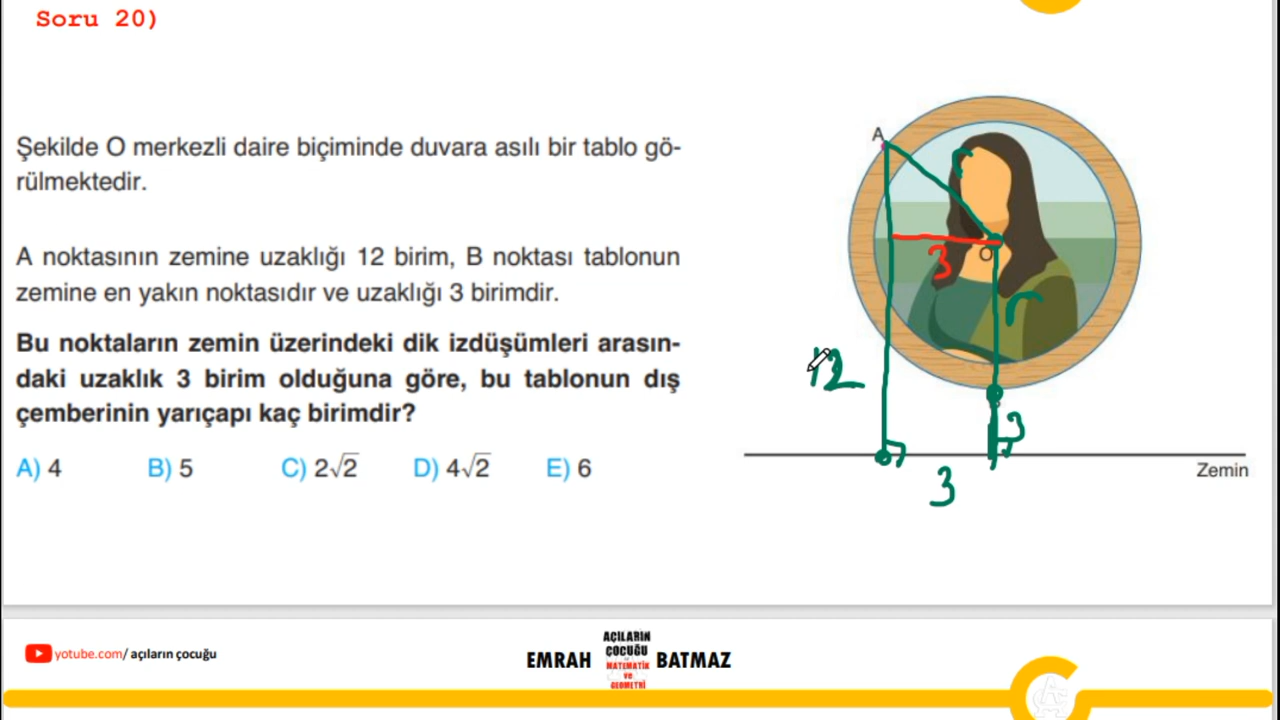 Soru 20)
Şekilde O merkezli daire biçiminde duvara asılı bir tablo gö-
rülmektedir.
A noktasının zemine uzaklığı 12 birim, B noktası tablonun
zemine en yakın noktasıdır ve uzaklığı 3 birimdir.
Bu noktaların zemin üzerindeki dik izdüşümleri arasın-
daki uzaklık 3 birim olduğuna göre, bu tablonun dış
çemberinin yarıçapı kaç birimdir?
A) 4 B) 5 C) 2√2 D) 4√2 E) 6
A
r
3
O
r
12
3
3
Zemin
yotube.com/ açıların çocuğu
EMRAH
AÇILARIN
ÇOCUĞU
MATEMATİK
ve
GEOMETRİ
BATMAZ